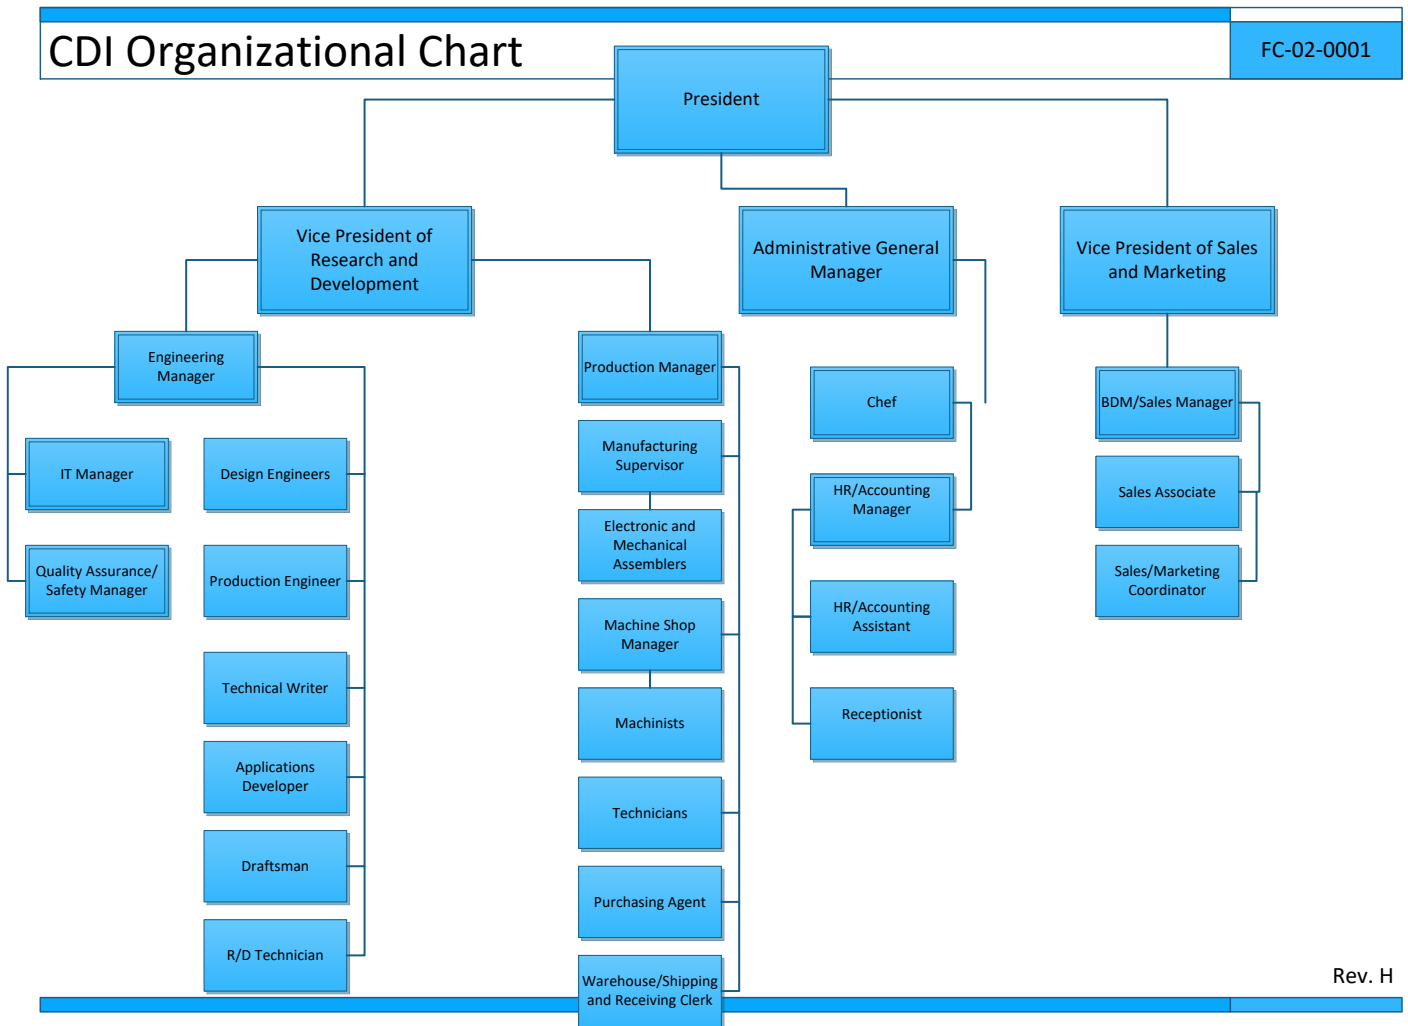 CDI Organizational Chart
FC-02-0001
President
Vice President of
Research and
Development
Administrative General
Manager
Vice President of Sales
and Marketing
Engineering
Manager
IT Manager
Quality Assurance/
Safety Manager
Design Engineers
Production Engineer
Technical Writer
Applications
Developer
Draftsman
R/D Technician
Production Manager
Manufacturing
Supervisor
Electronic and
Mechanical
Assemblers
Machine Shop
Manager
Machinists
Technicians
Purchasing Agent
Warehouse/Shipping
and Receiving Clerk
Chef
HR/Accounting
Manager
HR/Accounting
Assistant
Receptionist
BDM/Sales Manager
Sales Associate
Sales/Marketing
Coordinator
Rev. H